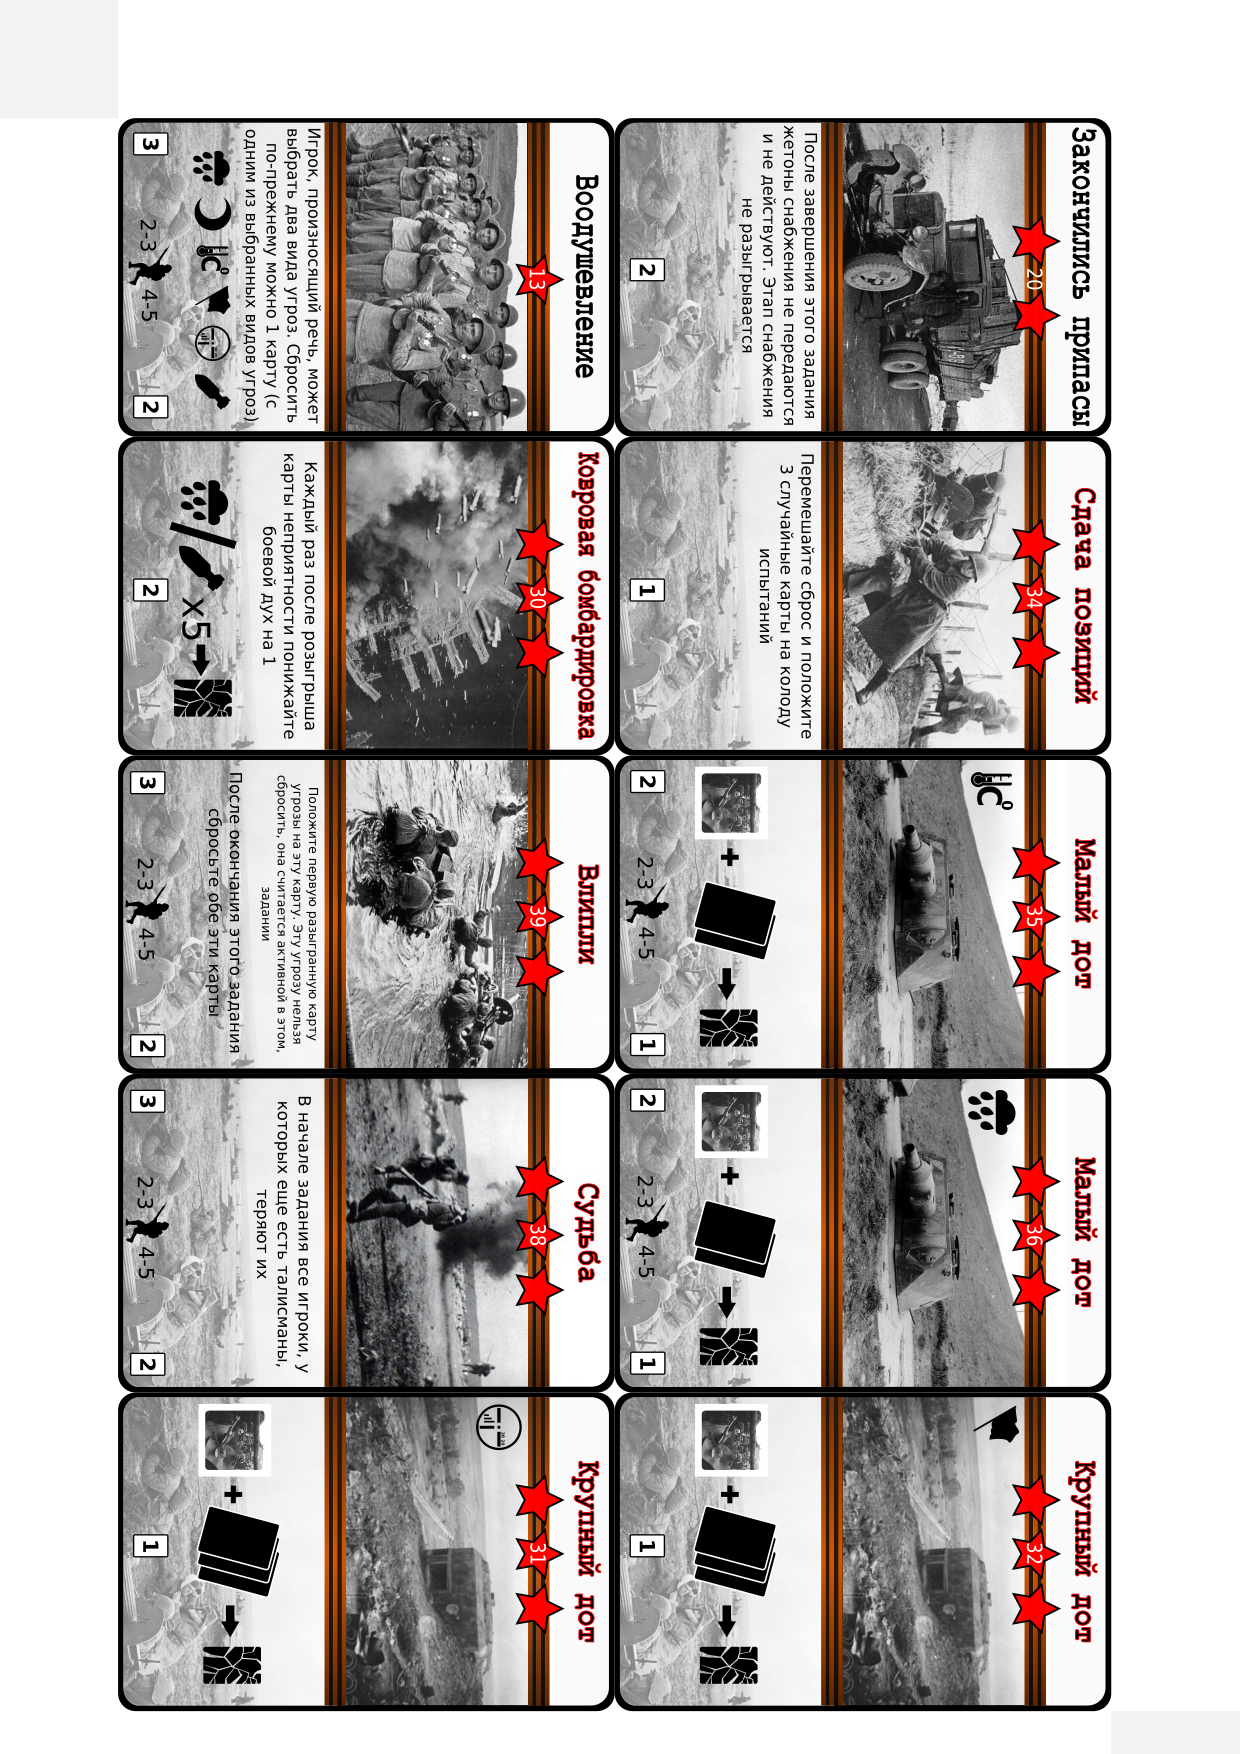 Закончились припасы
20
После завершения этого задания
жетоны снабжения не передаются
и не действуют. Этап снабжения
не разыгрывается
2
Сдача позиций
34
Перемешайте сброс и положите
3 случайные карты на колоду
испытаний
1
C°
Малый дот
35
+
2-3 4-5
2 1
Малый дот
36
+
2-3 4-5
2 1
Крупный дот
32
+
1
Воодушевление
13
Игрок, произносящий речь, может
выбрать два вида угроз. Сбросить
по-прежнему можно 1 карту (с
одним из выбранных видов угроз)
C°
2-3 4-5
3 2
Ковровая бомбардировка
30
Каждый раз после розыгрыша
карты неприятности понижайте
боевой дух на 1
/ x5
2
Влипли
39
Положите первую разыгранную карту
угрозы на эту карту. Эту угрозу нельзя
сбросить, она считается активной в этом,
задании
После окончания этого задания
сбросьте обе эти карты
2-3 4-5
3 2
Судьба
38
В начале задания все игроки, у
которых еще есть талисманы,
теряют их
2-3 4-5
3 2
Крупный дот
31
+
1